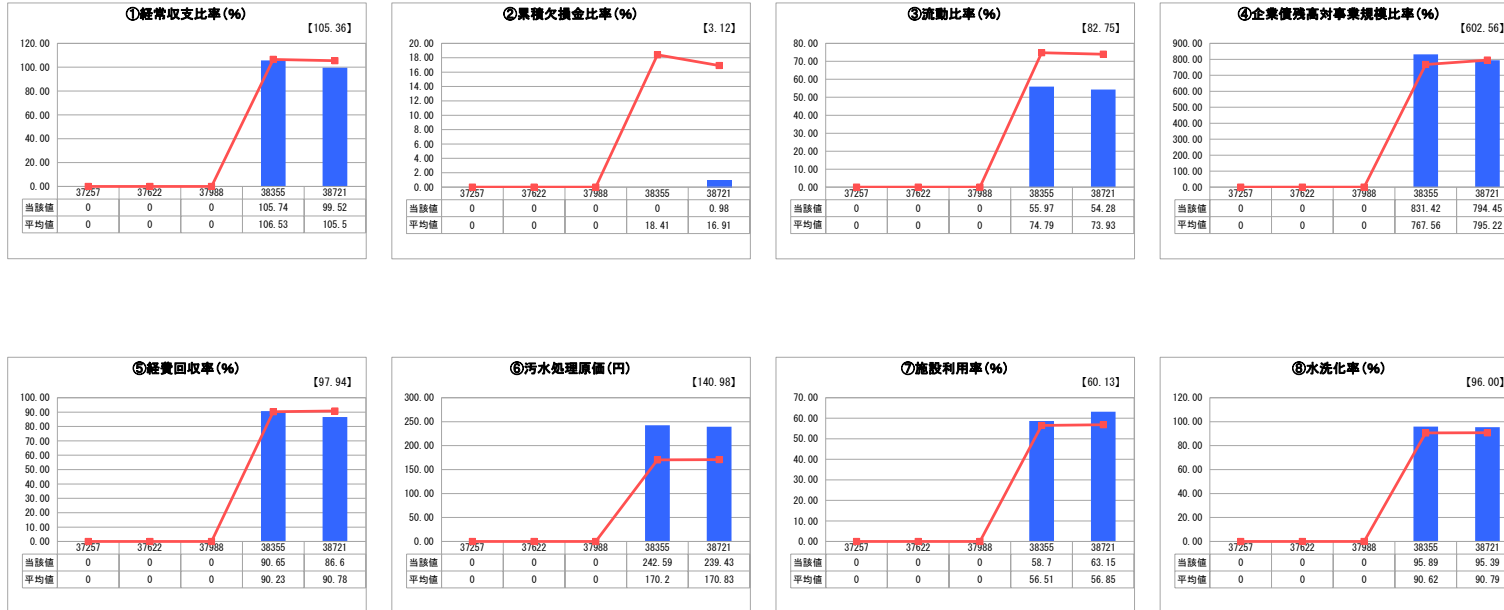 ①経常収支比率(%)
【105.36】
120.00
100.00
80.00
60.00
40.00
20.00
0.00
37257 37622 37988 38355 38721
当該値 0 0 0 105.74 99.52
平均値 0 0 0 106.53 105.5
②累積欠損金比率(%)
【3.12】
20.00
18.00
16.00
14.00
12.00
10.00
8.00
6.00
4.00
2.00
0.00
37257 37622 37988 38355 38721
当該値 0 0 0 0 0.98
平均値 0 0 0 18.41 16.91
③流動比率(%)
【82.75】
80.00
70.00
60.00
50.00
40.00
30.00
20.00
10.00
0.00
37257 37622 37988 38355 38721
当該値 0 0 0 55.97 54.28
平均値 0 0 0 74.79 73.93
④企業債残高対事業規模比率(%)
【602.56】
900.00
800.00
700.00
600.00
500.00
400.00
300.00
200.00
100.00
0.00
37257 37622 37988 38355 38721
当該値 0 0 0 831.42 794.45
平均値 0 0 0 767.56 795.22
⑤経費回収率(%)
【97.94】
100.00
90.00
80.00
70.00
60.00
50.00
40.00
30.00
20.00
10.00
0.00
37257 37622 37988 38355 38721
当該値 0 0 0 90.65 86.6
平均値 0 0 0 90.23 90.78
⑥汚水処理原価(円)
【140.98】
300.00
250.00
200.00
150.00
100.00
50.00
0.00
37257 37622 37988 38355 38721
当該値 0 0 0 242.59 239.43
平均値 0 0 0 170.2 170.83
⑦施設利用率(%)
【60.13】
70.00
60.00
50.00
40.00
30.00
20.00
10.00
0.00
37257 37622 37988 38355 38721
当該値 0 0 0 58.7 63.15
平均値 0 0 0 56.51 56.85
⑧水洗化率(%)
【96.00】
120.00
100.00
80.00
60.00
40.00
20.00
0.00
37257 37622 37988 38355 38721
当該値 0 0 0 95.89 95.39
平均値 0 0 0 90.62 90.79